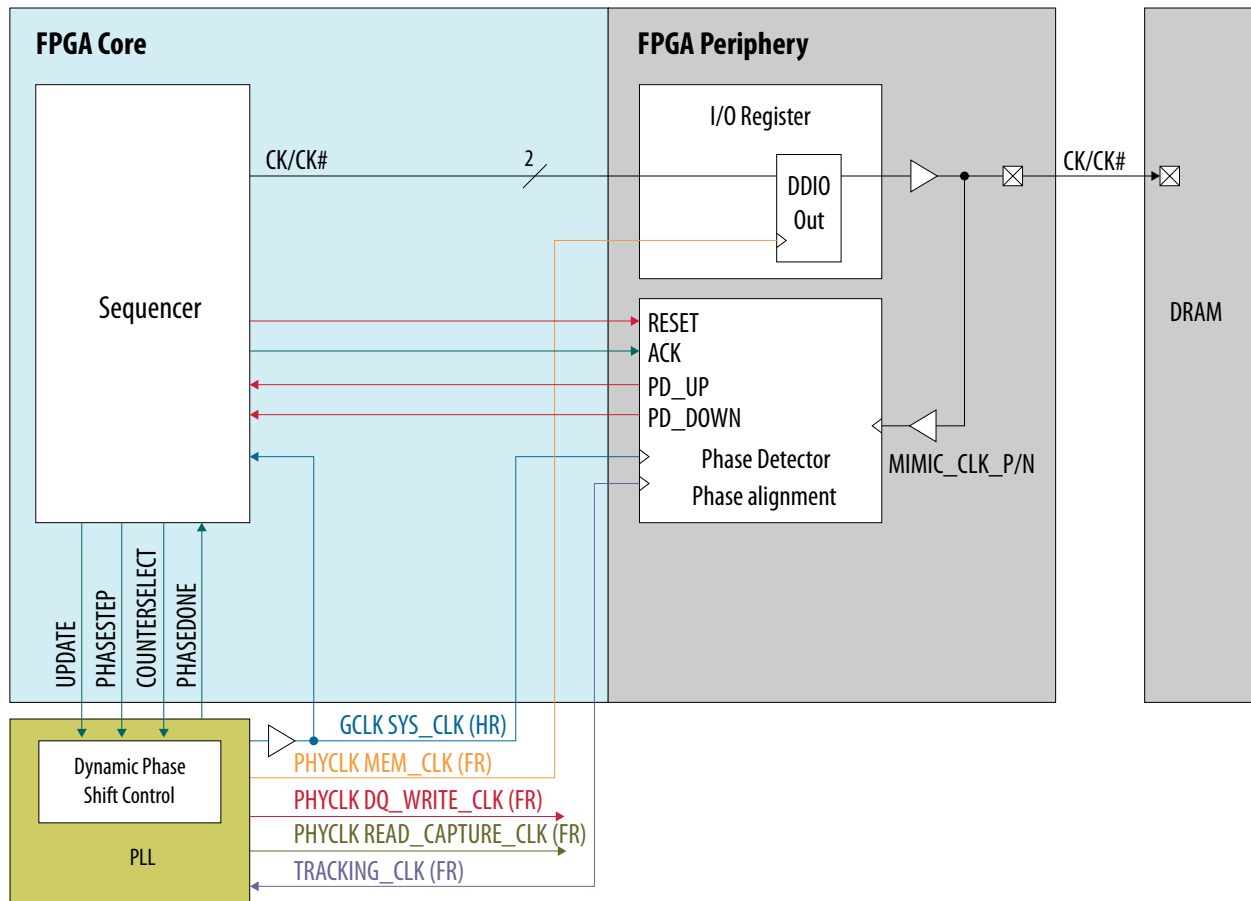 FPGA Core
FPGA Periphery
I/O Register
CK/CK#
2
DDIO
Out
CK/CK#
Sequencer
DRAM
RESET
ACK
PD_UP
PD_DOWN
Phase Detector
Phase alignment
MIMIC_CLK_P/N
UPDATE
PHASESTEP
COUNTERSELECT
PHASEDONE
GCLK SYS_CLK (HR)
Dynamic Phase
Shift Control
PLL
PHYCLK MEM_CLK (FR)
PHYCLK DQ_WRITE_CLK (FR)
PHYCLK READ_CAPTURE_CLK (FR)
TRACKING_CLK (FR)